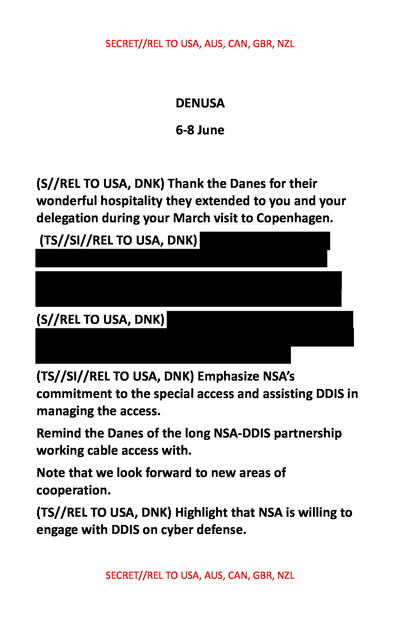 SECRET//REL TO USA, AUS, CAN, GBR, NZL
DENUSA
6-8 June
(S//REL TO USA, DNK) Thank the Danes for their
wonderful hospitality they extended to you and your
delegation during your March visit to Copenhagen.
(TS//SI//REL TO USA, DNK)
(S//REL TO USA, DNK)
(TS//SI//REL TO USA, DNK) Emphasize NSA's
commitment to the special access and assisting DDIS in
managing the access.
Remind the Danes of the long NSA-DDIS partnership
working cable access with.
Note that we look forward to new areas of
cooperation.
(TS//REL TO USA, DNK) Highlight that NSA is willing to
engage with DDIS on cyber defense.
SECRET//REL TO USA, AUS, CAN, GBR, NZL